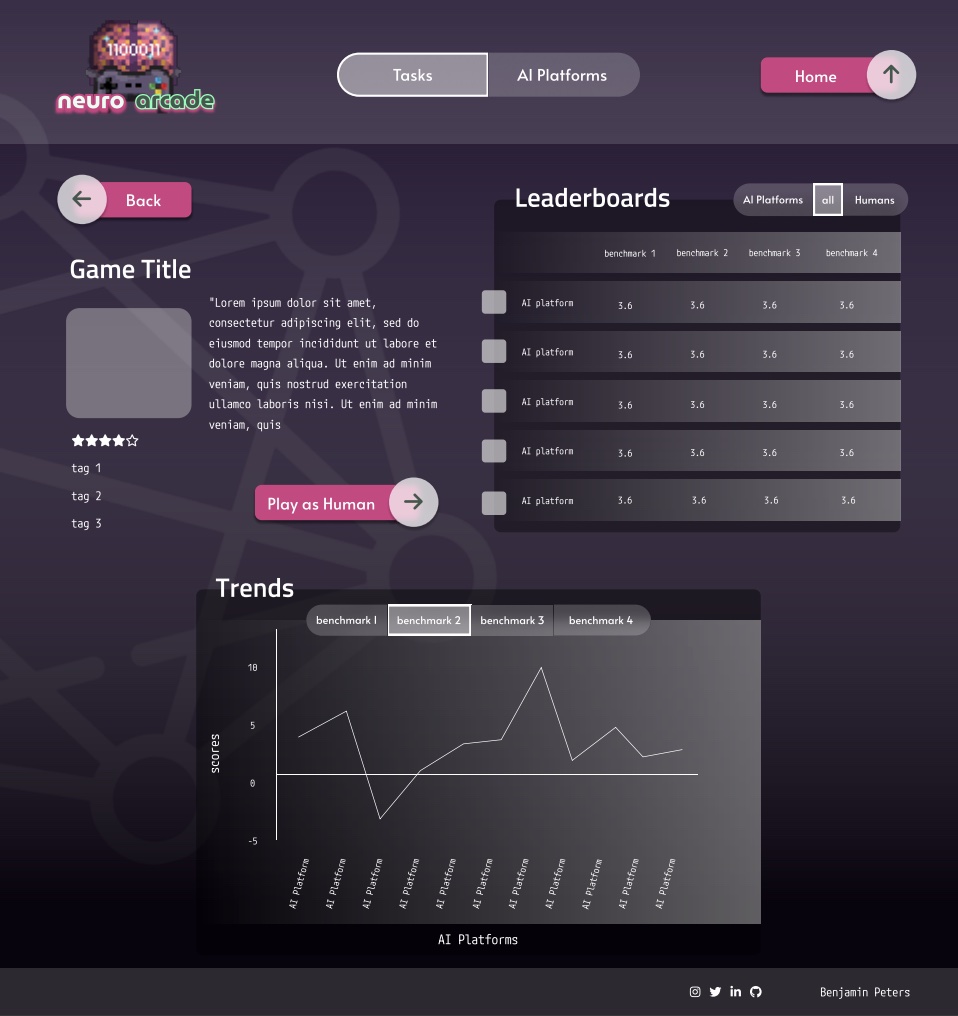 1100011
neuro arcade
Tasks
AI Platforms
Home
Back
Game Title
"Lorem ipsum dolor sit amet,
consectetur adipiscing elit, sed do
eiusmod tempor incididunt ut labore et
dolore magna aliqua. Ut enim ad minim
veniam, quis nostrud exercitation
ullamco laboris nisi. Ut enim ad minim
veniam, quis
tag 1
tag 2
tag 3
Play as Human
Leaderboards
AI Platforms all Humans
benchmark 1 benchmark 2 benchmark 3 benchmark 4
AI platform 3.6 3.6 3.6 3.6
AI platform 3.6 3.6 3.6 3.6
AI platform 3.6 3.6 3.6 3.6
AI platform 3.6 3.6 3.6 3.6
AI platform 3.6 3.6 3.6 3.6
Trends
benchmark 1 benchmark 2 benchmark 3 benchmark 4
scores
10
5
0
-5
AI Platform
AI Platform
AI Platform
AI Platform
AI Platform
AI Platform
AI Platform
AI Platform
AI Platform
AI Platform
AI Platform
AI Platforms
Benjamin Peters